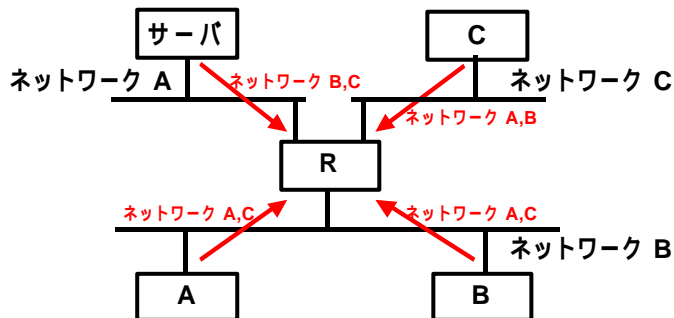 サーバ
C
ネットワーク A
ネットワーク B,C
ネットワーク C
ネットワーク A,B
R
ネットワーク A,C
ネットワーク A,C
ネットワーク B
A
B